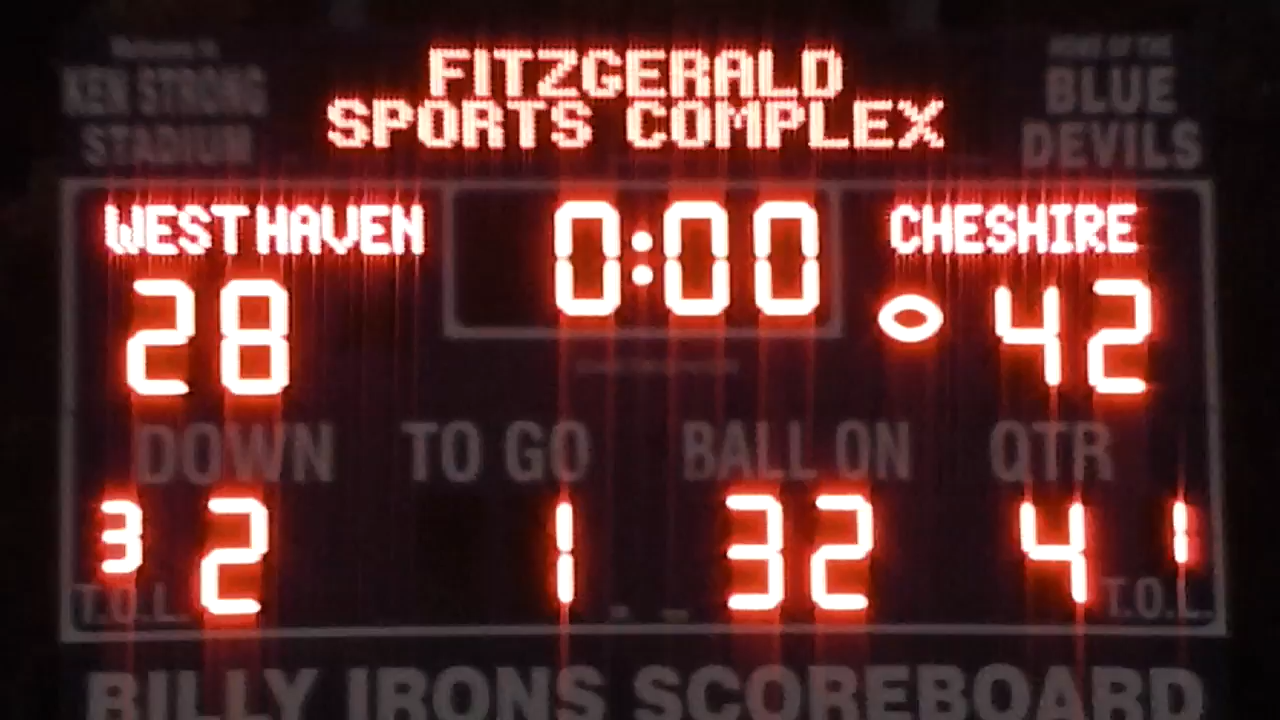 Welcome to
KEN STRONG
STADIUM
FITZGERALD
SPORTS COMPLEX
HOME OF THE
BLUE
DEVILS
WEST HAVEN
0:00
CHESHIRE
28
42
DOWN TO GO BALL ON QTR
3 2 1 32 4 1
T.O.L. T.O.L.
BILLY IRONS SCOREBOARD